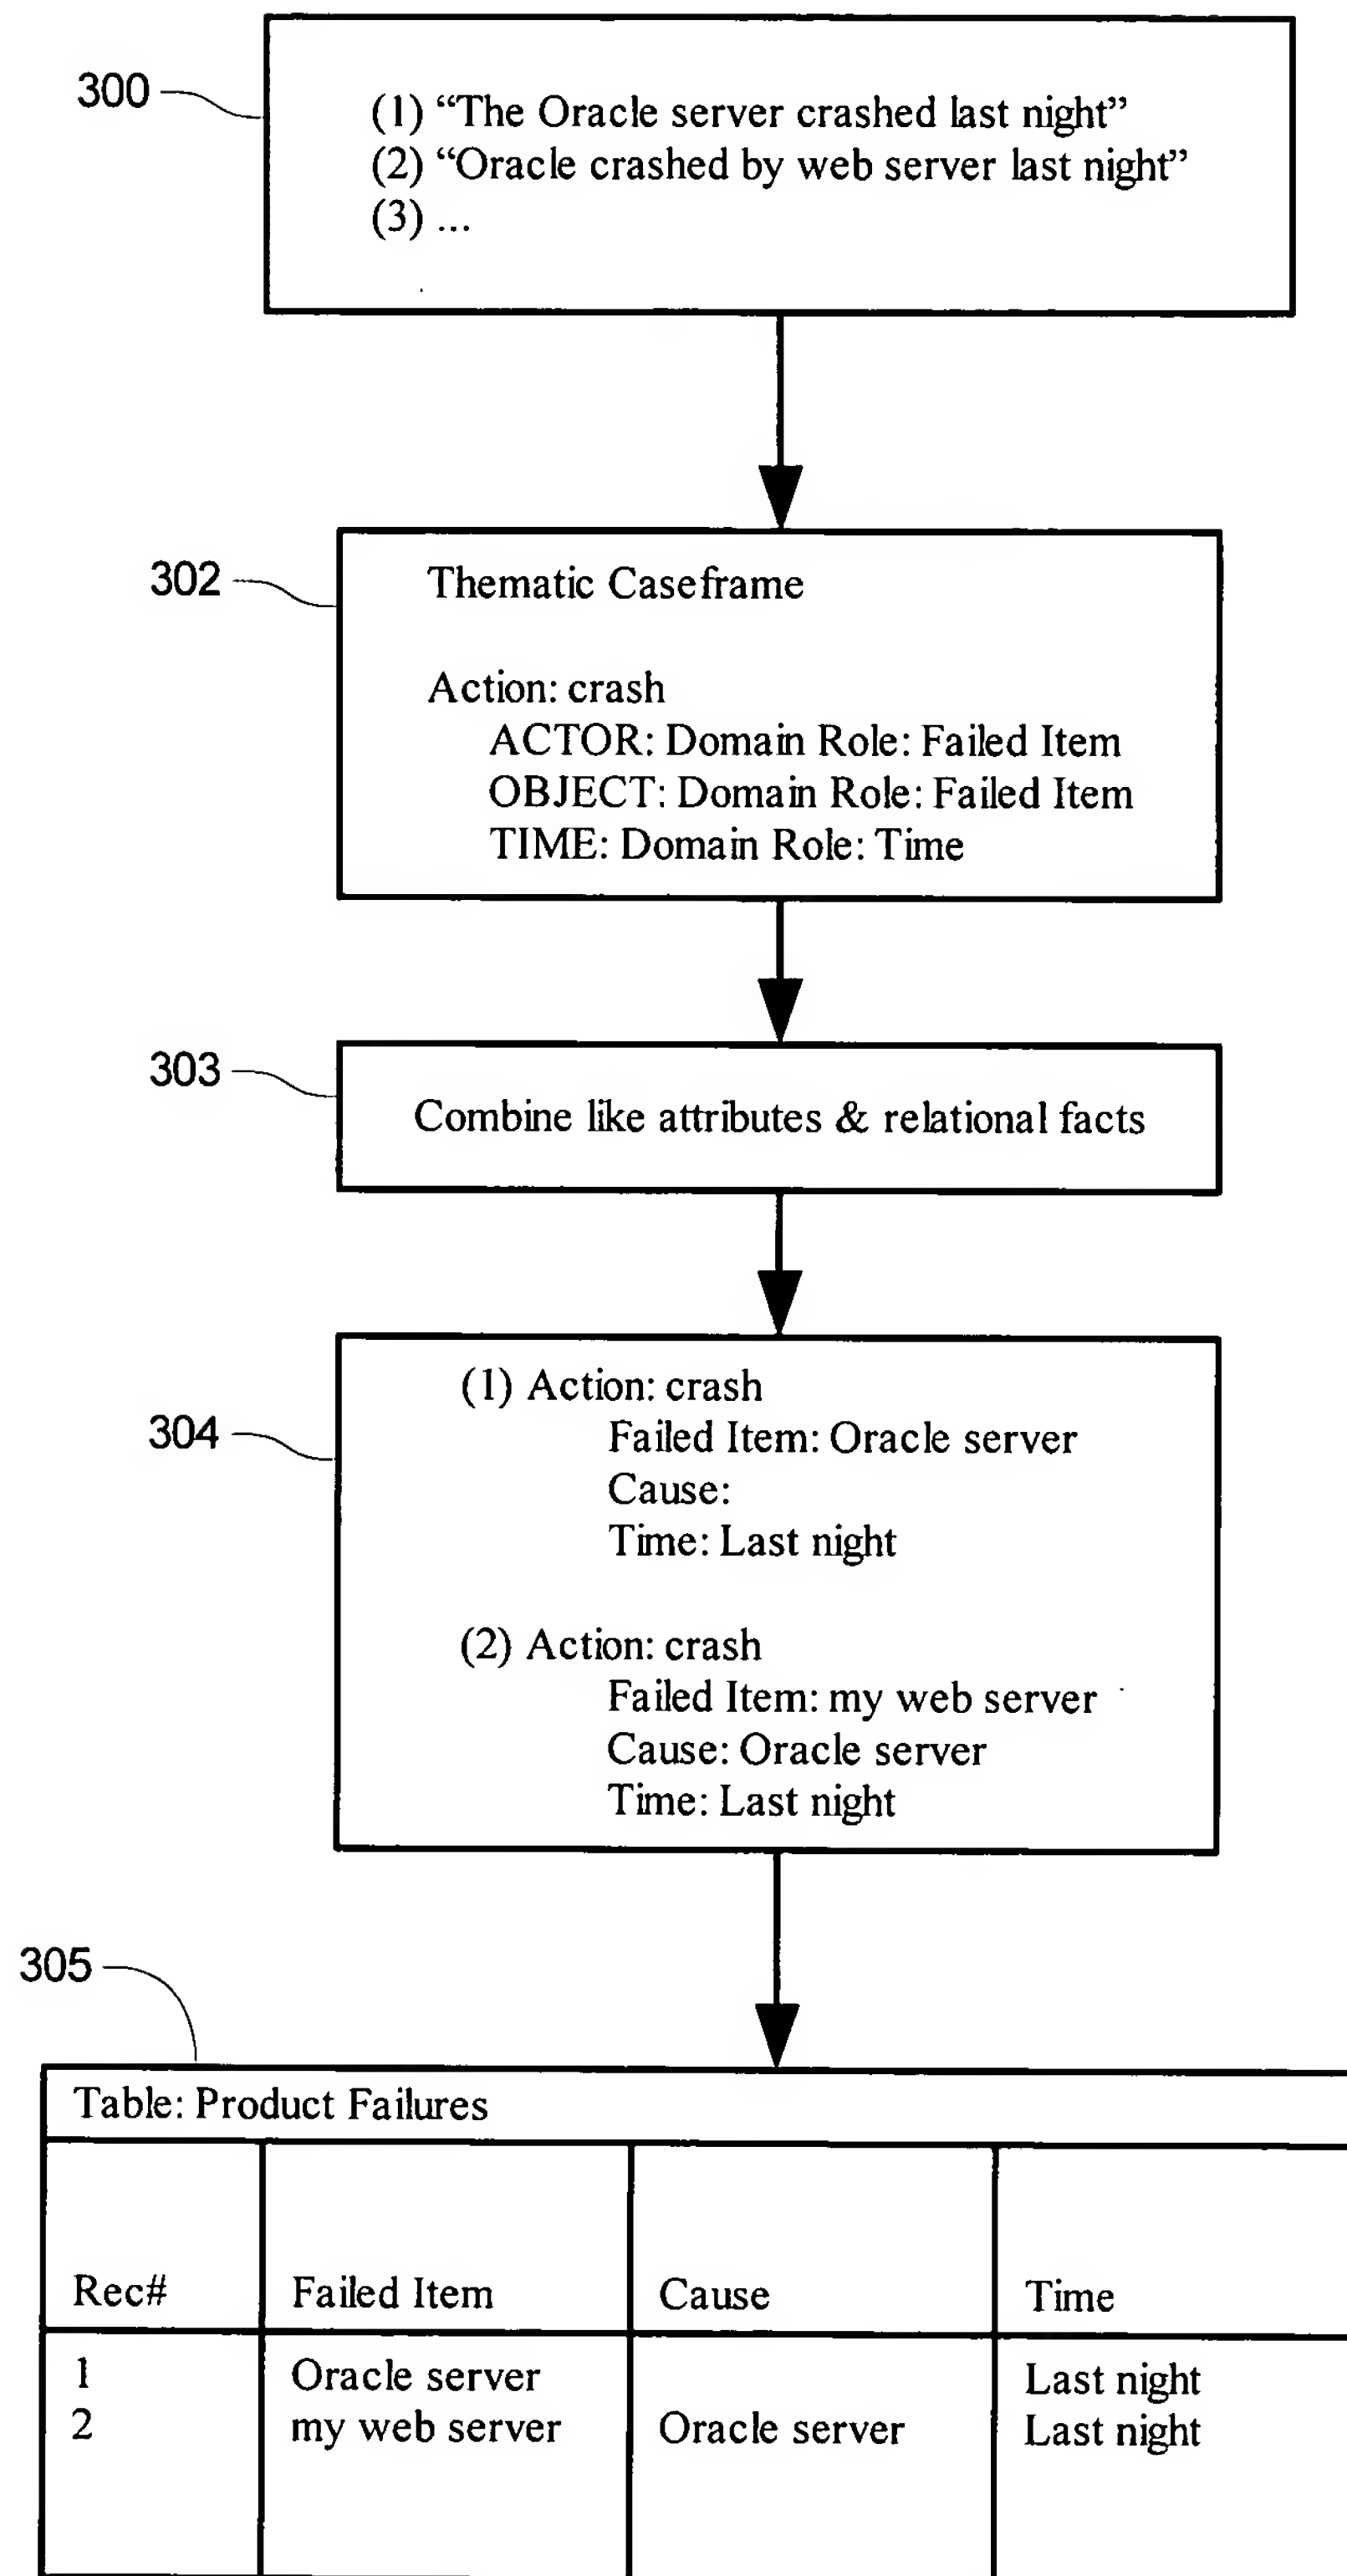 300
(1) “The Oracle server crashed last night”
(2) “Oracle crashed by web server last night”
(3) ...
302
Thematic Caseframe
Action: crash
ACTOR: Domain Role: Failed Item
OBJECT: Domain Role: Failed Item
TIME: Domain Role: Time
303
Combine like attributes & relational facts
304
(1) Action: crash
Failed Item: Oracle server
Cause:
Time: Last night
(2) Action: crash
Failed Item: my web server
Cause: Oracle server
Time: Last night
305
Table: Product Failures
Rec# Failed Item Cause Time
1 Oracle server Last night
2 my web server Oracle server Last night